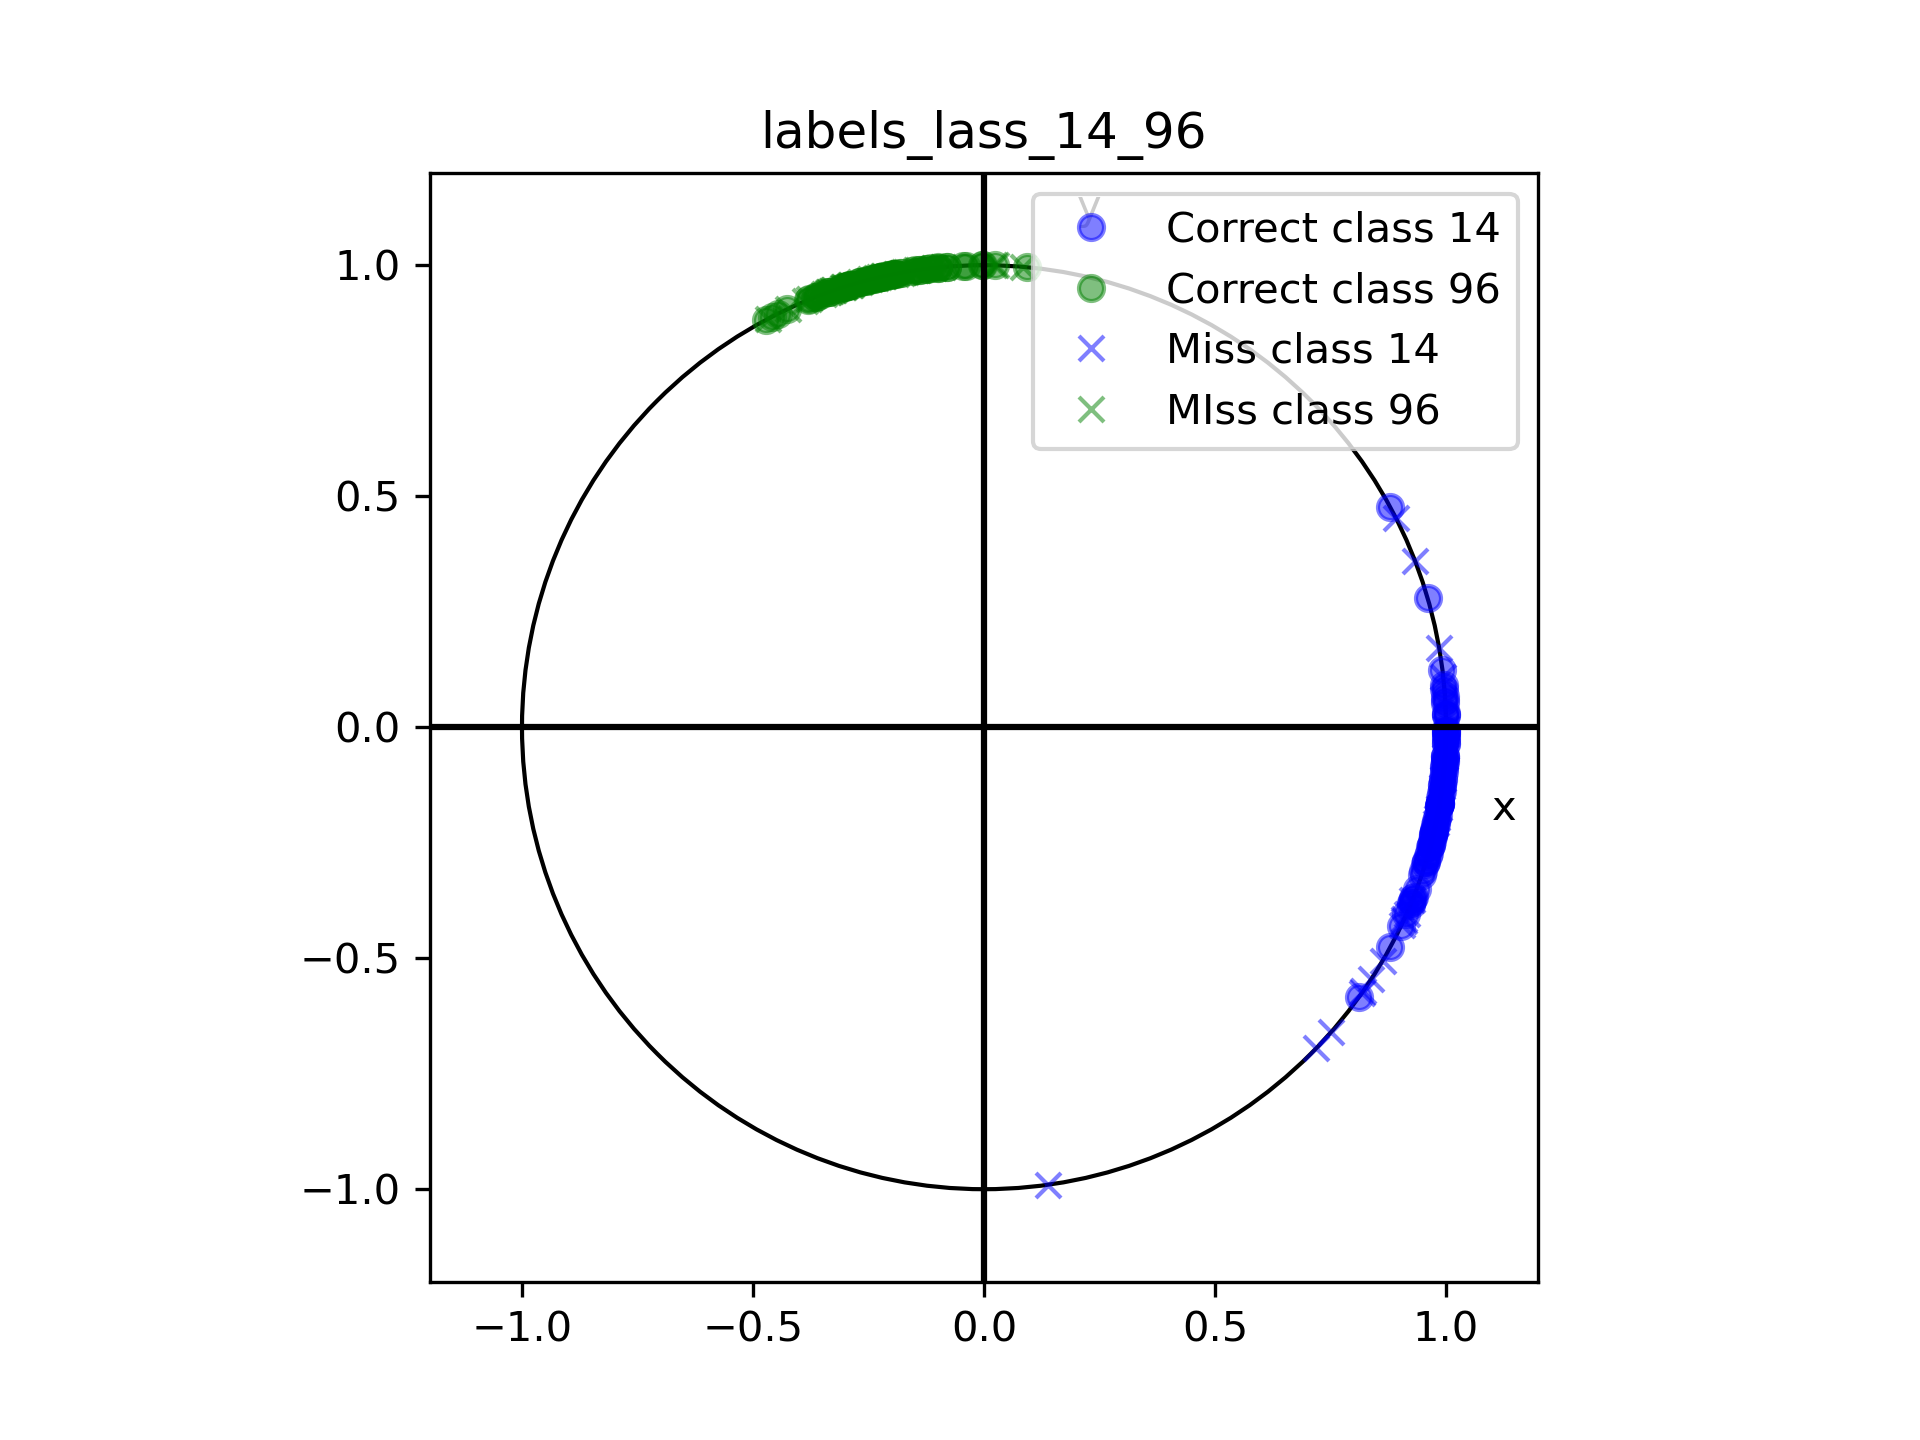 labels_lass_14_96
y
Correct class 14
Correct class 96
Miss class 14
MIss class 96
1.0
0.5
0.0
−0.5
−1.0
x
−1.0 −0.5 0.0 0.5 1.0